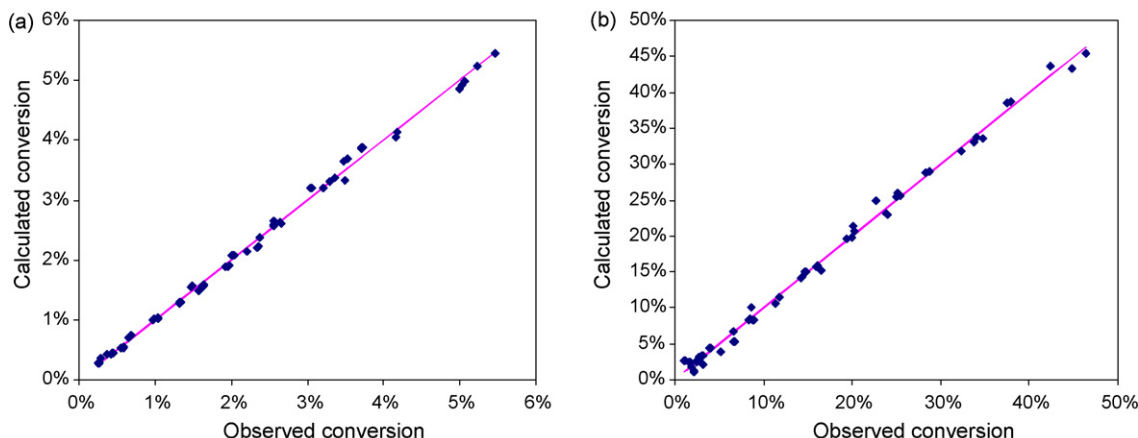 (a)
6%
5%
4%
3%
2%
1%
0%
Calculated conversion
0% 1% 2% 3% 4% 5% 6%
Observed conversion
(b)
50%
45%
40%
35%
30%
25%
20%
15%
10%
5%
0%
Calculated conversion
0% 10% 20% 30% 40% 50%
Observed conversion